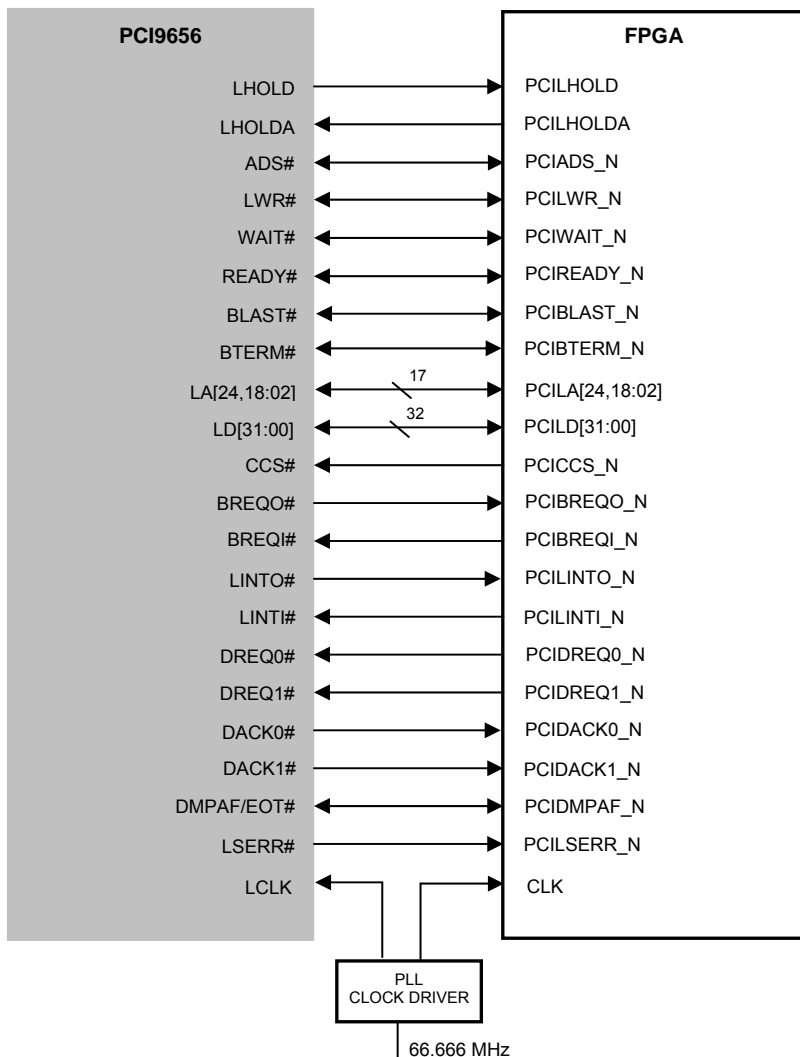 PCI9656 FPGA
LHOLD PCILHOLD
LHOLDA PCILHOLDA
ADS# PCIADS_N
LWR# PCILWR_N
WAIT# PCIWAIT_N
READY# PCIREADY_N
BLAST# PCIBLAST_N
BTERM# PCIBTERM_N
LA[24,18:02] 17 PCILA[24,18:02]
LD[31:00] 32 PCILD[31:00]
CCS# PCICCS_N
BREQO# PCIBREQO_N
BREQI# PCIBREQI_N
LINTO# PCILINTO_N
LINTI# PCILINTI_N
DREQ0# PCIDREQ0_N
DREQ1# PCIDREQ1_N
DACK0# PCIDACK0_N
DACK1# PCIDACK1_N
DMPAF/EOT# PCIDMPAF_N
LSERR# PCILSERR_N
LCLK CLK
PLL
CLOCK DRIVER
66.666 MHz